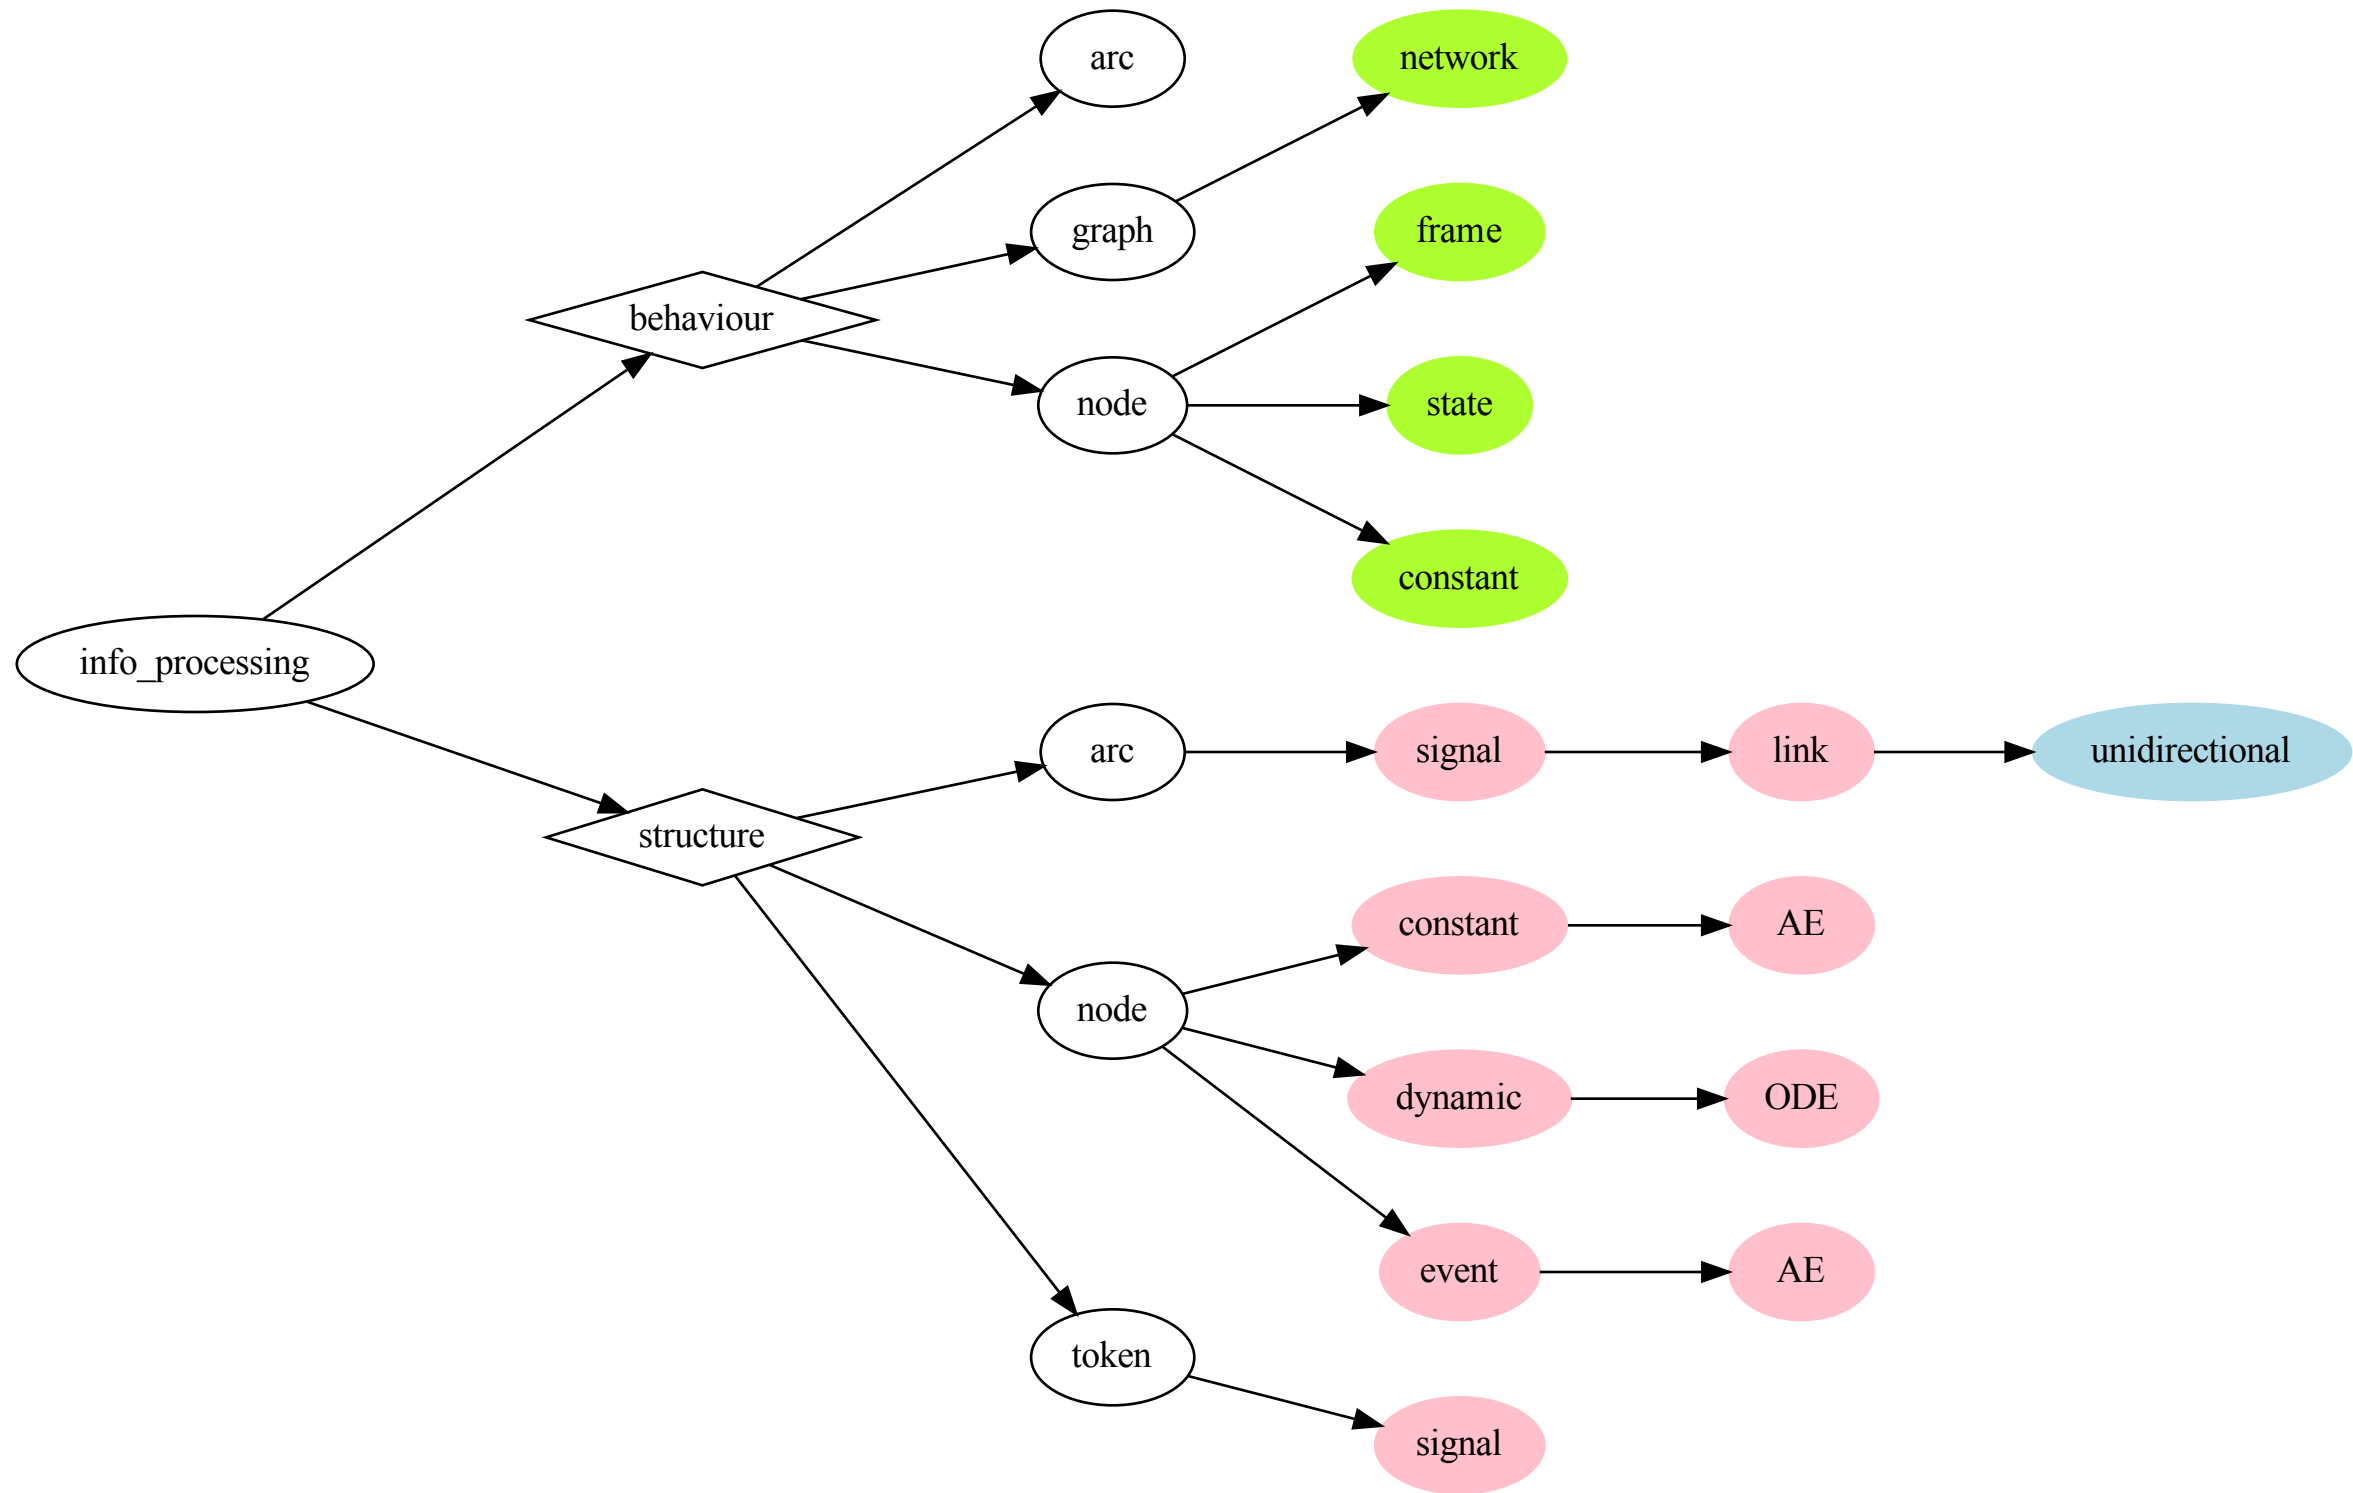 arc
network
graph
frame
behaviour
node
state
constant
info_processing
arc
signal
link
unidirectional
structure
constant
AE
node
dynamic
ODE
event
AE
token
signal